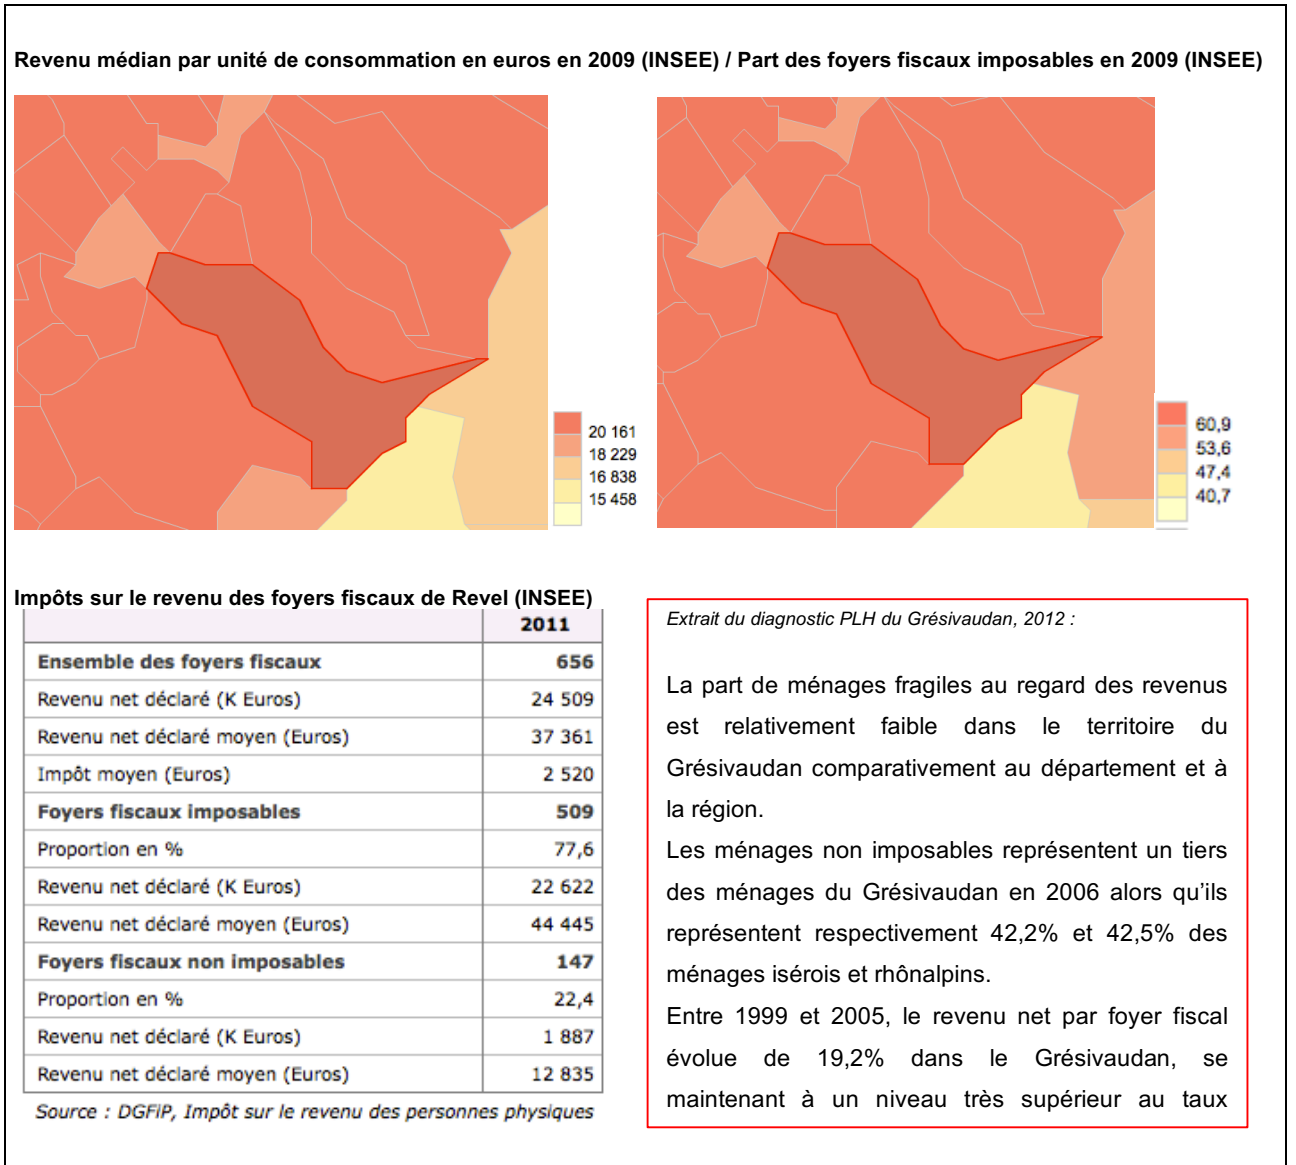 Revenu médian par unité de consommation en euros en 2009 (INSEE) / Part des foyers fiscaux imposables en 2009 (INSEE)
20 161
18 229
16 838
15 458
60,9
53,6
47,4
40,7
Impôts sur le revenu des foyers fiscaux de Revel (INSEE)
2011
Ensemble des foyers fiscaux 656
Revenu net déclaré (K Euros) 24 509
Revenu net déclaré moyen (Euros) 37 361
Impôt moyen (Euros) 2 520
Foyers fiscaux imposables 509
Proportion en % 77,6
Revenu net déclaré (K Euros) 22 622
Revenu net déclaré moyen (Euros) 44 445
Foyers fiscaux non imposables 147
Proportion en % 22,4
Revenu net déclaré (K Euros) 1 887
Revenu net déclaré moyen (Euros) 12 835
Source : DGFiP, Impôt sur le revenu des personnes physiques
Extrait du diagnostic PLH du Grésivaudan, 2012 :
La part de ménages fragiles au regard des revenus
est relativement faible dans le territoire du
Grésivaudan comparativement au département et à
la région.
Les ménages non imposables représentent un tiers
des ménages du Grésivaudan en 2006 alors qu'ils
représentent respectivement 42,2% et 42,5% des
ménages isérois et rhônalpins.
Entre 1999 et 2005, le revenu net par foyer fiscal
évolue de 19,2% dans le Grésivaudan, se
maintenant à un niveau très supérieur au taux